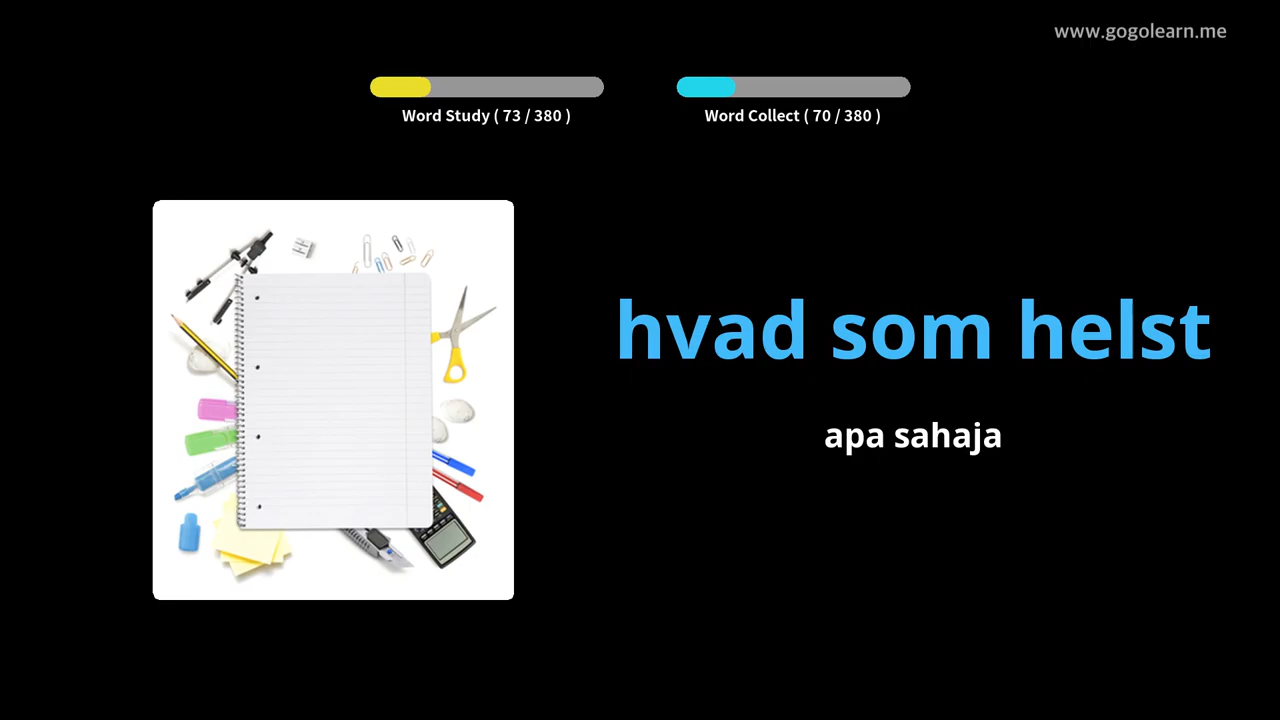 www.gogolearn.me
Word Study ( 73 / 380 )
Word Collect ( 70 / 380 )
hvad som helst
apa sahaja